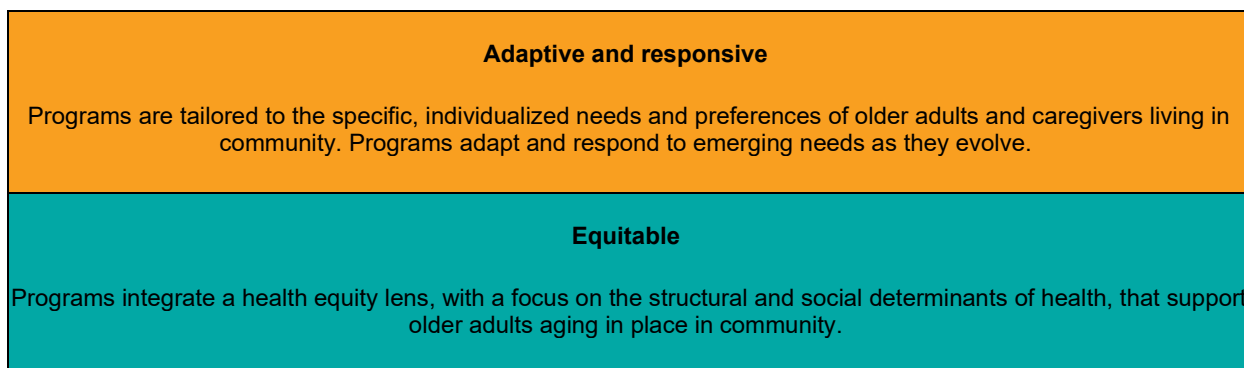 Adaptive and responsive
Programs are tailored to the specific, individualized needs and preferences of older adults and caregivers living in
community. Programs adapt and respond to emerging needs as they evolve.
Equitable
Programs integrate a health equity lens, with a focus on the structural and social determinants of health, that support
older adults aging in place in community.